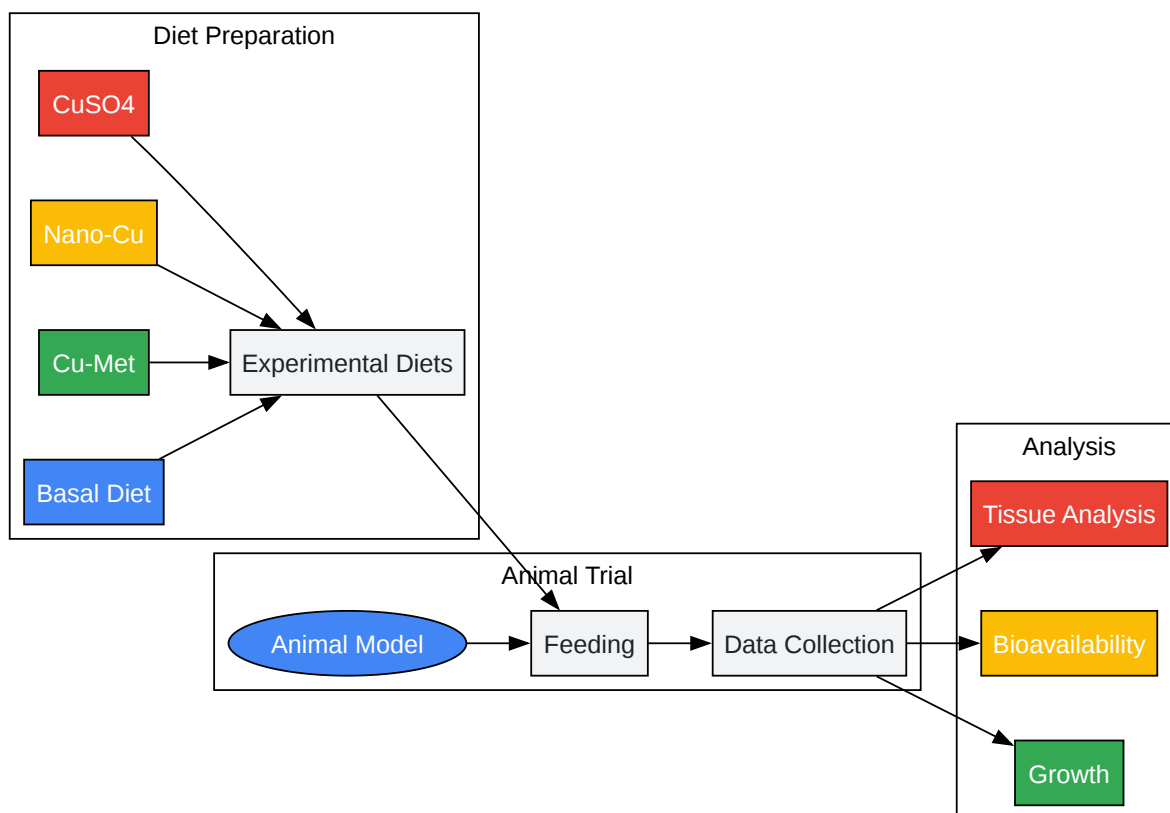 Diet Preparation
CuSO4
Nano-Cu
Cu-Met
Experimental Diets
Basal Diet
Animal Trial
Animal Model
Feeding
Data Collection
Analysis
Tissue Analysis
Bioavailability
Growth